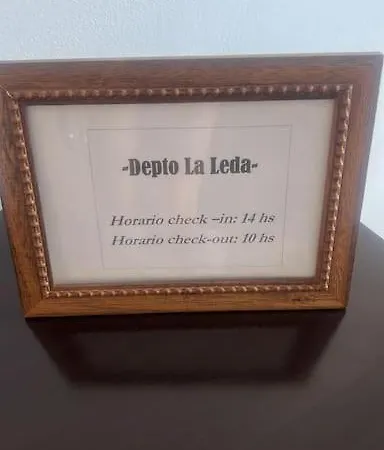 -Depto La Leda-
Horario check –in: 14 hs
Horario check-out: 10 hs